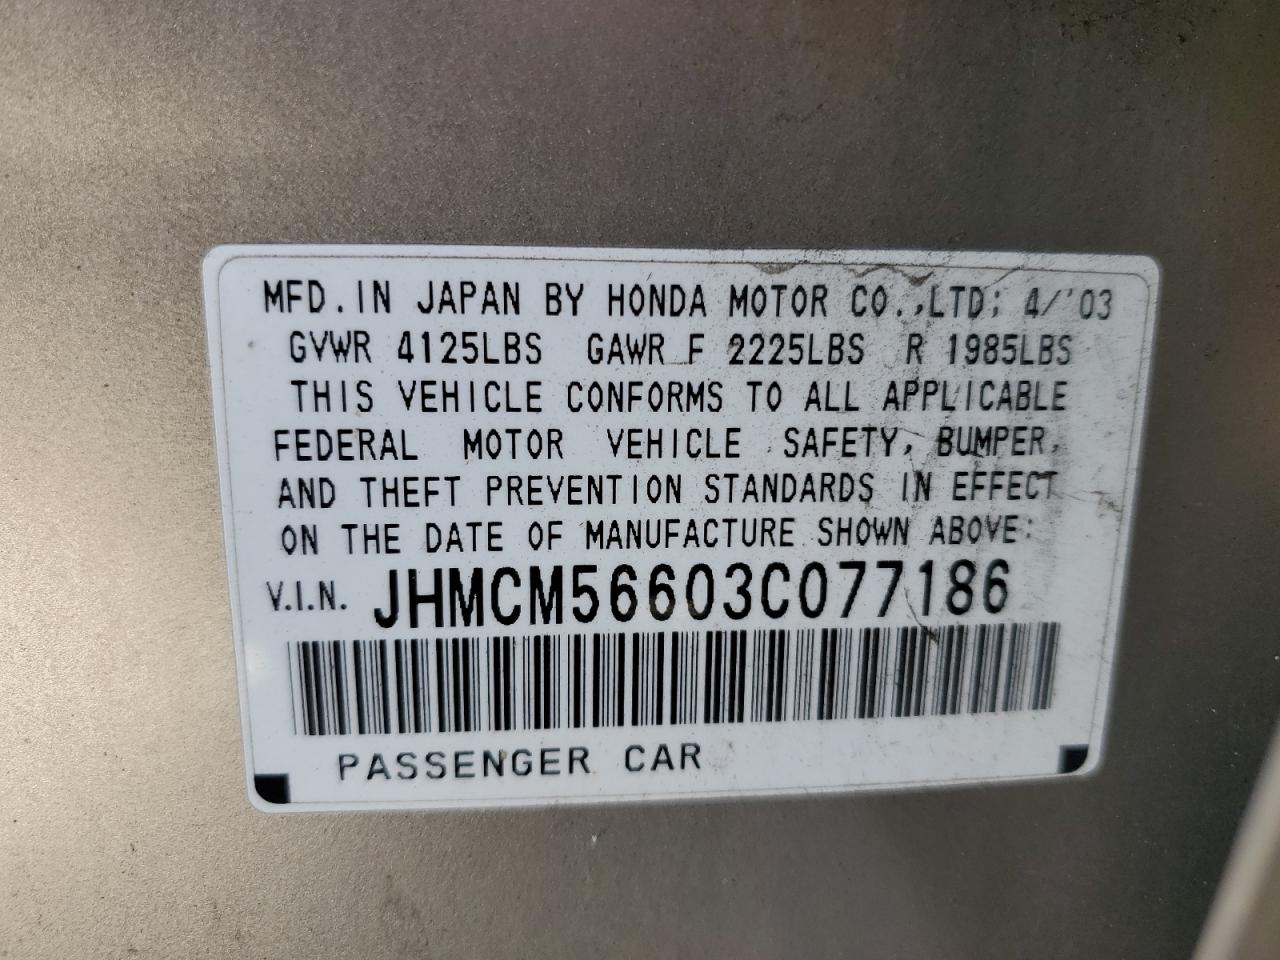 MFD. IN JAPAN BY HONDA MOTOR CO., LTD; 4/'03
GVWR 4125LBS GAWR F 2225LBS R 1985LBS
THIS VEHICLE CONFORMS TO ALL APPLICABLE
FEDERAL MOTOR VEHICLE SAFETY, BUMPER,
AND THEFT PREVENTION STANDARDS IN EFFECT
ON THE DATE OF MANUFACTURE SHOWN ABOVE:
V.I.N. JHMCM56603C077186
PASSENGER CAR